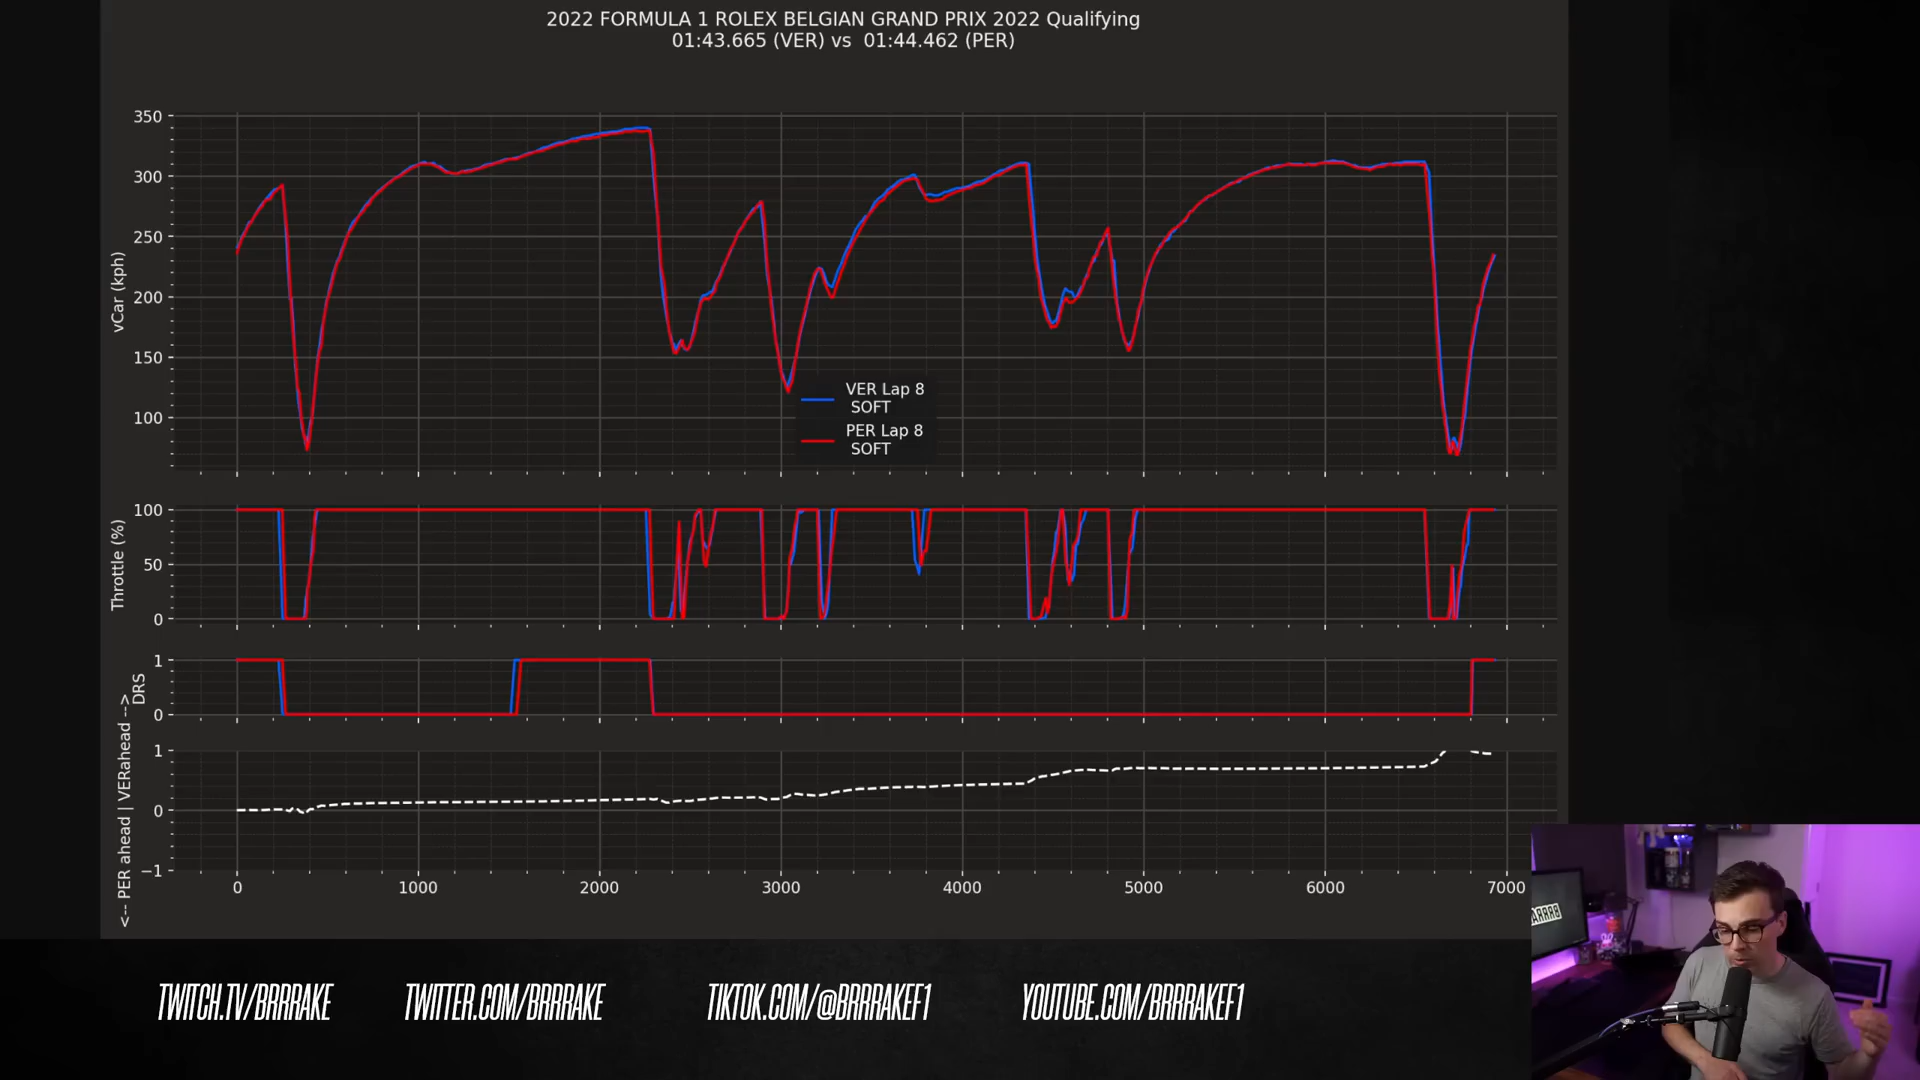 2022 FORMULA 1 ROLEX BELGIAN GRAND PRIX 2022 Qualifying
01:43.665 (VER) vs 01:44.462 (PER)
vCar (kph)
350
300
250
200
150
100
VER Lap 8
SOFT
PER Lap 8
SOFT
Throttle (%)
100
50
0
DRS
1
0
<-- PER ahead | VERahead -->
1
0
−1
0 1000 2000 3000 4000 5000 6000 7000
TWITCH.TV/BRRRAKE TWITTER.COM/BRRRAKE TIKTOK.COM/@BRRRAKEF1 YOUTUBE.COM/BRRRAKEF1